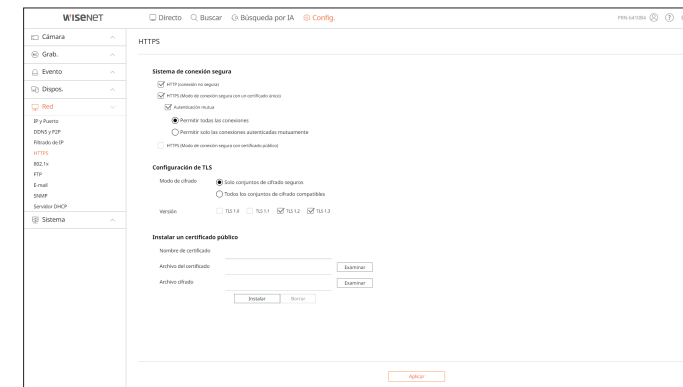 WISENET
Directo Buscar Búsqueda por IA Config.
PRN-6410B4
Cámara
Grab.
Evento
Dispos.
Red
IP y Puerto
DDNS y P2P
Filtrado de IP
HTTPS
802.1x
FTP
E-mail
SNMP
Servidor DHCP
Sistema
HTTPS
Sistema de conexión segura
HTTP (conexión no segura)
HTTPS (Modo de conexión segura con un certificado único)
Autenticación mutua
Permitir todas las conexiones
Permitir solo las conexiones autenticadas mutuamente
HTTPS (Modo de conexión segura con certificado público)
Configuración de TLS
Modo de cifrado Solo conjuntos de cifrado seguros
Todos los conjuntos de cifrado compatibles
Versión TLS 1.0 TLS 1.1 TLS 1.2 TLS 1.3
Instalar un certificado público
Nombre de certificado
Archivo del certificado Examinar
Archivo cifrado Examinar
Instalar Borrar
Aplicar